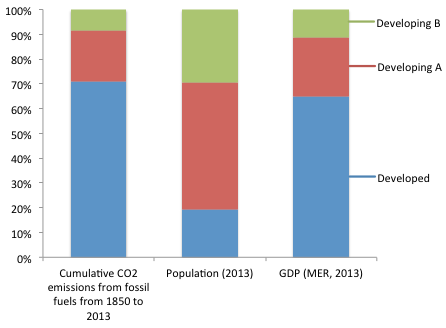 100%
90%
80%
70%
60%
50%
40%
30%
20%
10%
0%
Developing B
Developing A
Developed
Cumulative CO2
emissions from fossil
fuels from 1850 to
2013
Population (2013)
GDP (MER, 2013)